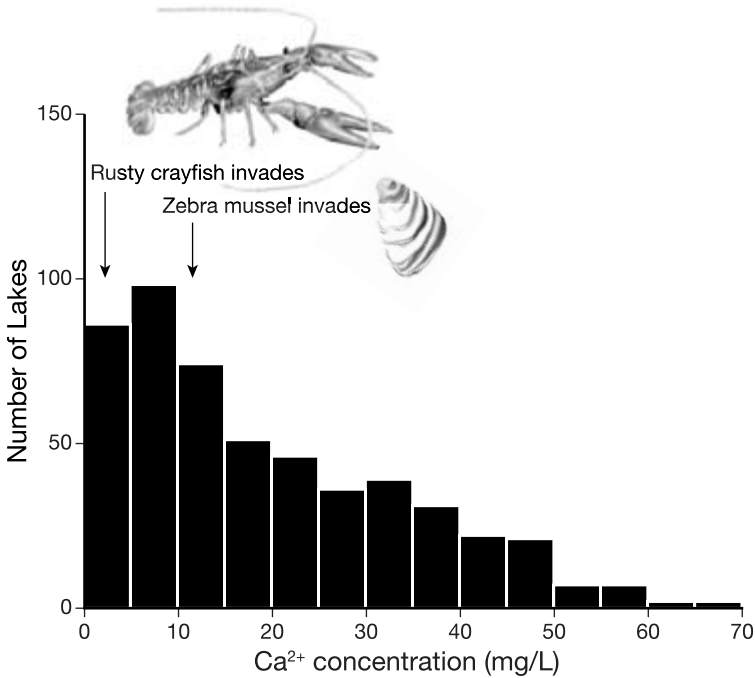 150
Rusty crayfish invades
Zebra mussel invades
100
Number of Lakes
50
0
0 10 20 30 40 50 60 70
Ca²⁺ concentration (mg/L)